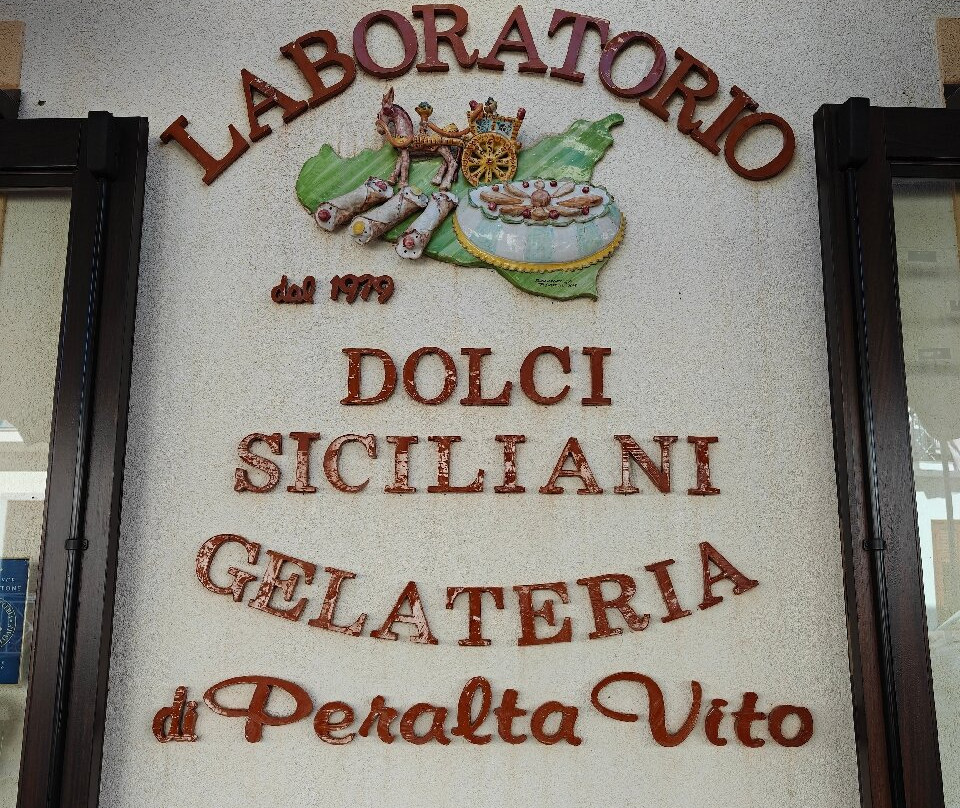 LABORATORIO
dal 1979
DOLCI
SICILIANI
GELATERIA
di Peralta Vito